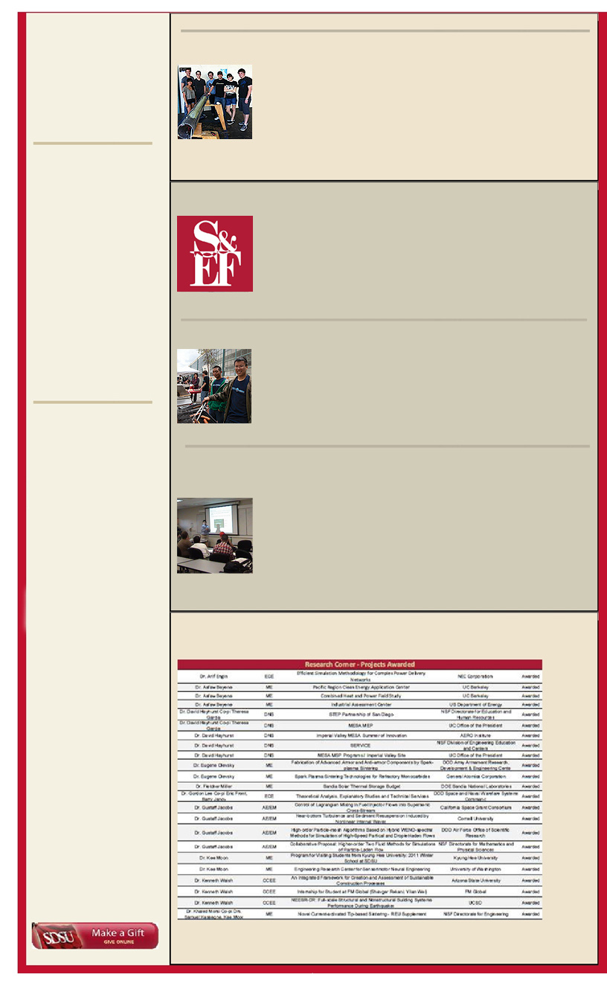 S&
EF
Research Corner - Projects Awarded
Dr. Arif Engin ECE Efficient Simulation Methodology for Complex Power Delivery Networks NEC Corporation Awarded
Dr. Asfaw Beyene ME Pacific Region Clean Energy Application Center UC Berkeley Awarded
Dr. Asfaw Beyene ME Combined Heat and Power Field Study UC Berkeley Awarded
Dr. Asfaw Beyene ME Industrial Assessment Center US Department of Energy Awarded
Dr. David Hayhurst Co-pi Theresa Garcia DNS STEP Partnership of San Diego NSF Directorate for Education and Human Resources Awarded
Dr. David Hayhurst Co-pi Theresa Garcia DNS MESA MEP UC Office of the President Awarded
Dr. David Hayhurst DNS Imperial Valley MESA Summer of Innovation AERO Institute Awarded
Dr. David Hayhurst DNS SERVICE NSF Division of Engineering Education and Centers Awarded
Dr. David Hayhurst DNS MESA MSP Programs/ Imperial Valley Site UC Office of the President Awarded
Dr. Eugene Olevsky ME Fabrication of Advanced Armor and Anti-armor Components by Spark-plasma Sintering DOD Army Armament Research, Development & Engineering Cente Awarded
Dr. Eugene Olevsky ME Spark Plasma Sintering Technologies for Refractory Monocarbides General Atomics Corporation Awarded
Dr. Fletcher Miller ME Sandia Solar Thermal Storage Budget DOE Sandia National Laboratories Awarded
Dr. Gordon Lee Co-pi Eric Frost, Barry Janov ECE Theoretical Analysis, Explanatory Studies and Technical Services DOD Space and Naval Warfare Systems Command Awarded
Dr. Gustaff Jacobs AE/EM Control of Lagrangian Mixing in Fuel Injector Flows into Supersonic Cross-Stream California Space Grant Consortium Awarded
Dr. Gustaff Jacobs AE/EM Near-bottom Turbulence and Sediment Resuspension Induced by Nonlinear Internal Waves Cornell University Awarded
Dr. Gustaff Jacobs AE/EM High-order Particle-mesh Algorithms Based on Hybrid WENO-spectral Methods for Simulation of High-Speed Partical and Drople-Haden Flows DOD Air Force Office of Scientific Research Awarded
Dr. Gustaff Jacobs AE/EM Collaborative Proposal: Higher-order Two Fluid Methods for Simulations of Particle-Laden Flow NSF Directorate for Mathematics and Physical Sciences Awarded
Dr. Kee Moon ME Program for Visiting Students from Kyung Hee University: 2011 Winter School at SDSU Kyung Hee University Awarded
Dr. Kee Moon ME Engineering Research Center for Sensorimotor Neural Engineering University of Washington Awarded
Dr. Kenneth Walsh CCEE An Integrated Framework for Creation and Assessment of Sustainable Construction Processes Arizona State University Awarded
Dr. Kenneth Walsh CCEE Internship for Student at FM Global FM Global Awarded
Dr. Kenneth Walsh CCEE NEESR-CR: Full-scale Structural and Nonstructural Building Systems Performance During Earthquakes UCSD Awarded
Dr. Khaled Morsi Co-pi Drs. Samuel Kassegne, Kee Moon ME Novel Current-activated Tip-based Sintering - REU Supplement NSF Directorate for Engineering Awarded
SDSU
Make a Gift
GIVE ONLINE